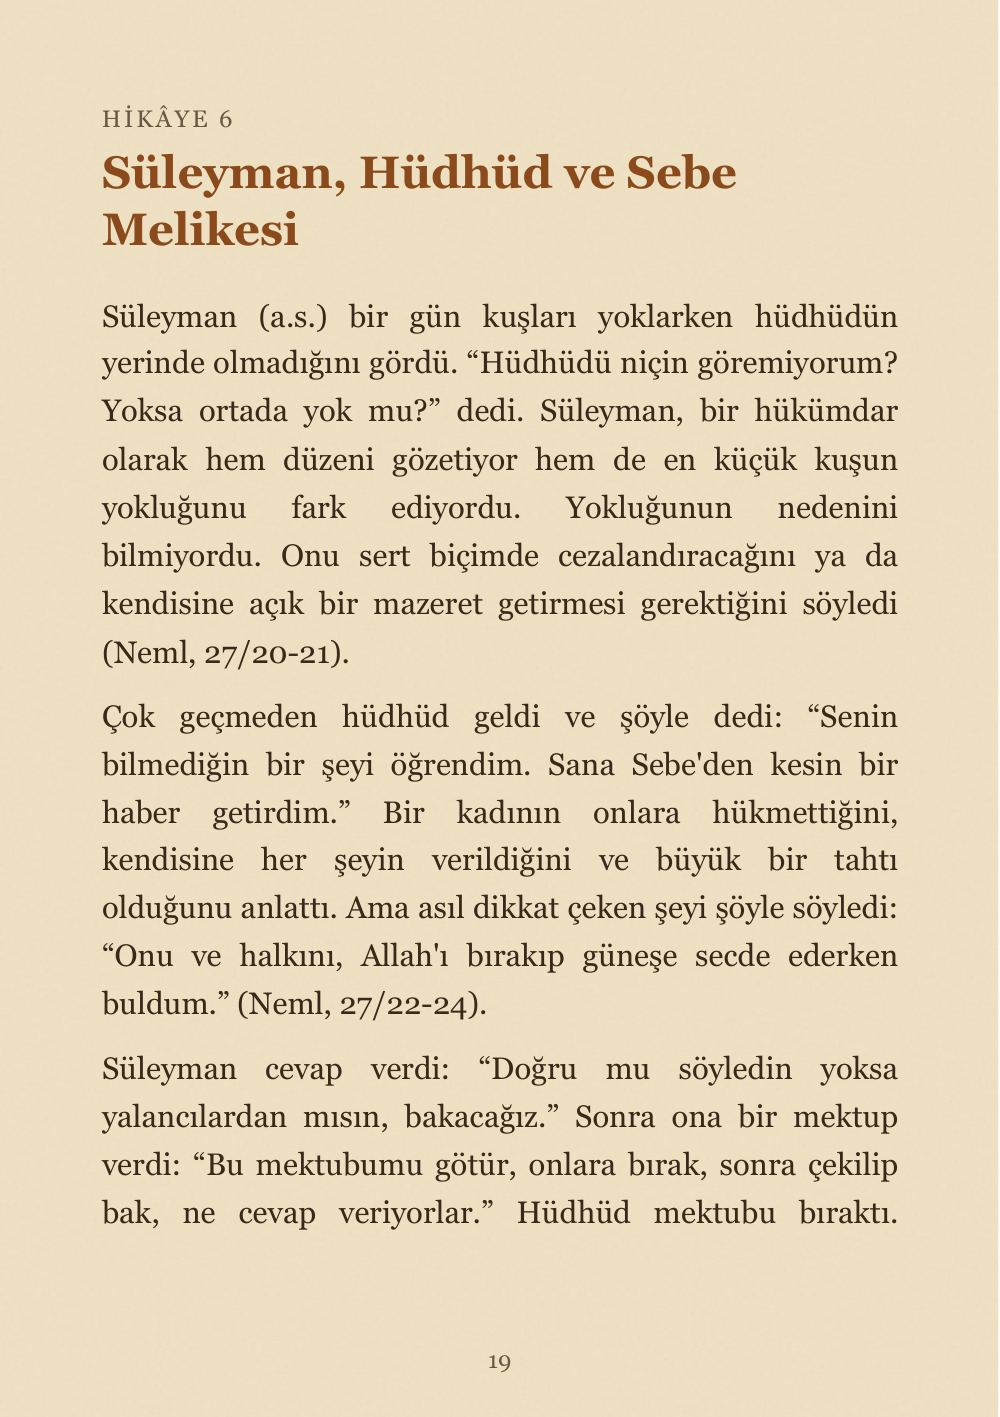 HİKÂYE 6
Süleyman, Hüdhüd ve Sebe
Melikesi
Süleyman (a.s.) bir gün kuşları yoklarken hüdhüdün
yerinde olmadığını gördü. “Hüdhüdü niçin göremiyorum?
Yoksa ortada yok mu?” dedi. Süleyman, bir hükümdar
olarak hem düzeni gözetiyor hem de en küçük kuşun
yokluğunu fark ediyordu. Yokluğunun nedenini
bilmiyordu. Onu sert biçimde cezalandıracağını ya da
kendisine açık bir mazeret getirmesi gerektiğini söyledi
(Neml, 27/20-21).
Çok geçmeden hüdhüd geldi ve şöyle dedi: “Senin
bilmediğin bir şeyi öğrendim. Sana Sebe'den kesin bir
haber getirdim.” Bir kadının onlara hükmettiğini,
kendisine her şeyin verildiğini ve büyük bir tahtı
olduğunu anlattı. Ama asıl dikkat çeken şeyi şöyle söyledi:
“Onu ve halkını, Allah'ı bırakıp güneşe secde ederken
buldum.” (Neml, 27/22-24).
Süleyman cevap verdi: “Doğru mu söyledin yoksa
yalancılardan mısın, bakacağız.” Sonra ona bir mektup
verdi: “Bu mektubumu götür, onlara bırak, sonra çekilip
bak, ne cevap veriyorlar.” Hüdhüd mektubu bıraktı.
19